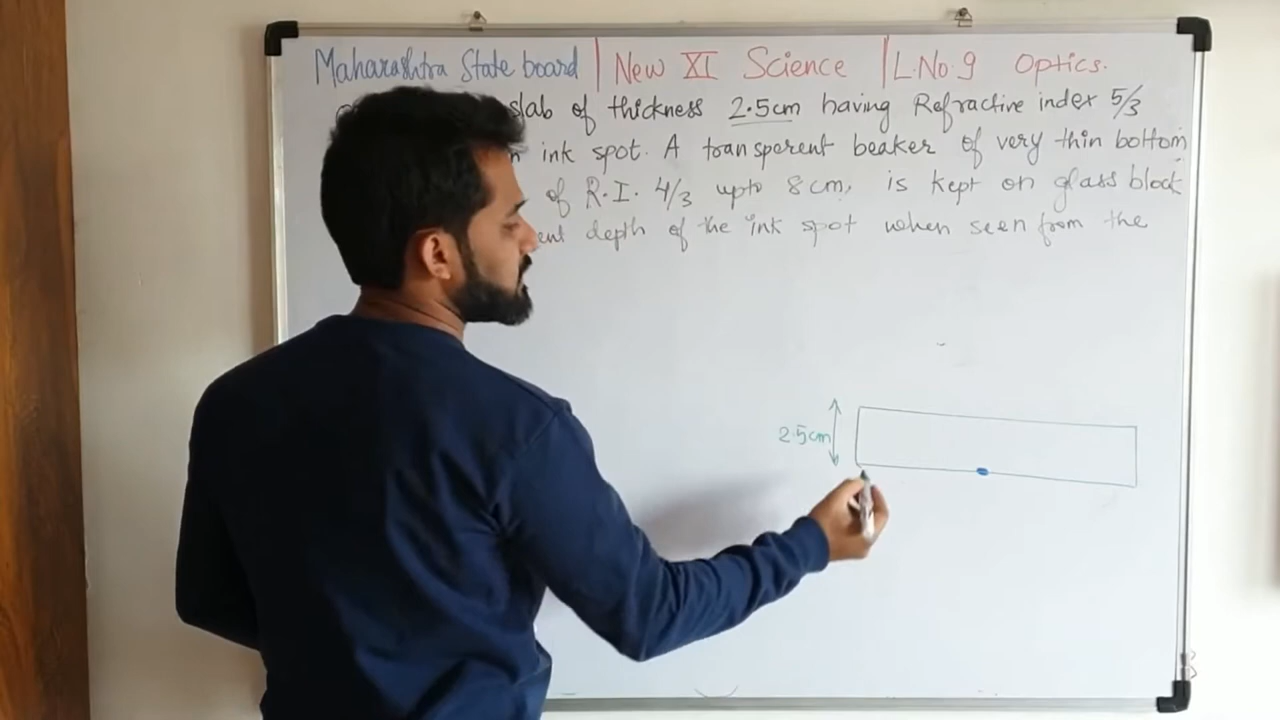 Maharashtra State board | New XI Science | L.No.9 Optics.
slab of thickness 2.5cm having Refractive index 5/3
ink spot. A transperent beaker of very thin bottom
of R.I. 4/3 upto 8cm, is kept on glass block
depth of the ink spot when seen from the
2.5cm